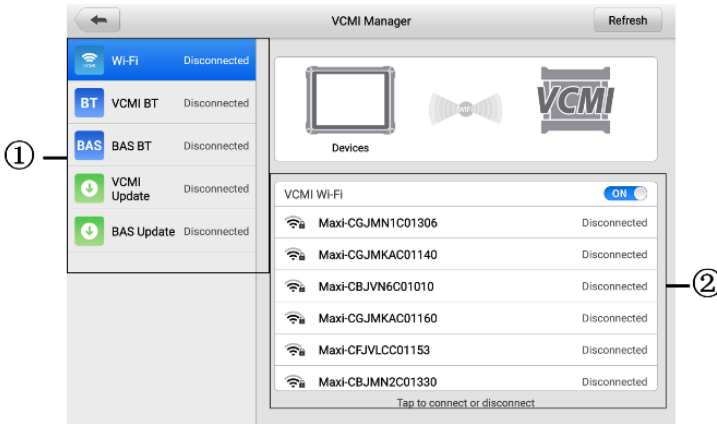 VCMI Manager
Refresh
VCMI
Wi-Fi Disconnected
BT VCMI BT Disconnected
BAS BAS BT Disconnected
VCMI
Update Disconnected
BAS Update Disconnected
①
WIFI
VCMI
Devices
VCMI Wi-Fi ON
Maxi-CGJMN1C01306 Disconnected
Maxi-CGJMKAC01140 Disconnected
Maxi-CBJVN6C01010 Disconnected
Maxi-CGJMKAC01160 Disconnected
Maxi-CFJVLCC01153 Disconnected
Maxi-CBJMN2C01330 Disconnected
Tap to connect or disconnect
②